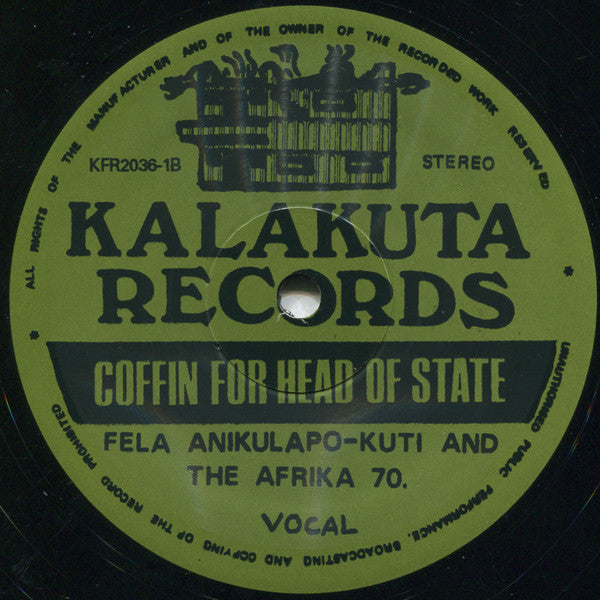 ALL RIGHTS OF THE MANUFACTURER AND OF THE OWNER OF THE RECORDED WORK RESERVED
KFR2036-1B
STEREO
KALAKUTA
RECORDS
COFFIN FOR HEAD OF STATE
FELA ANIKULAPO-KUTI AND
THE AFRIKA 70.
VOCAL
* UNAUTHORISED PUBLIC PERFORMANCE, BROADCASTING AND COPYING OF THE RECORD PROHIBITED *